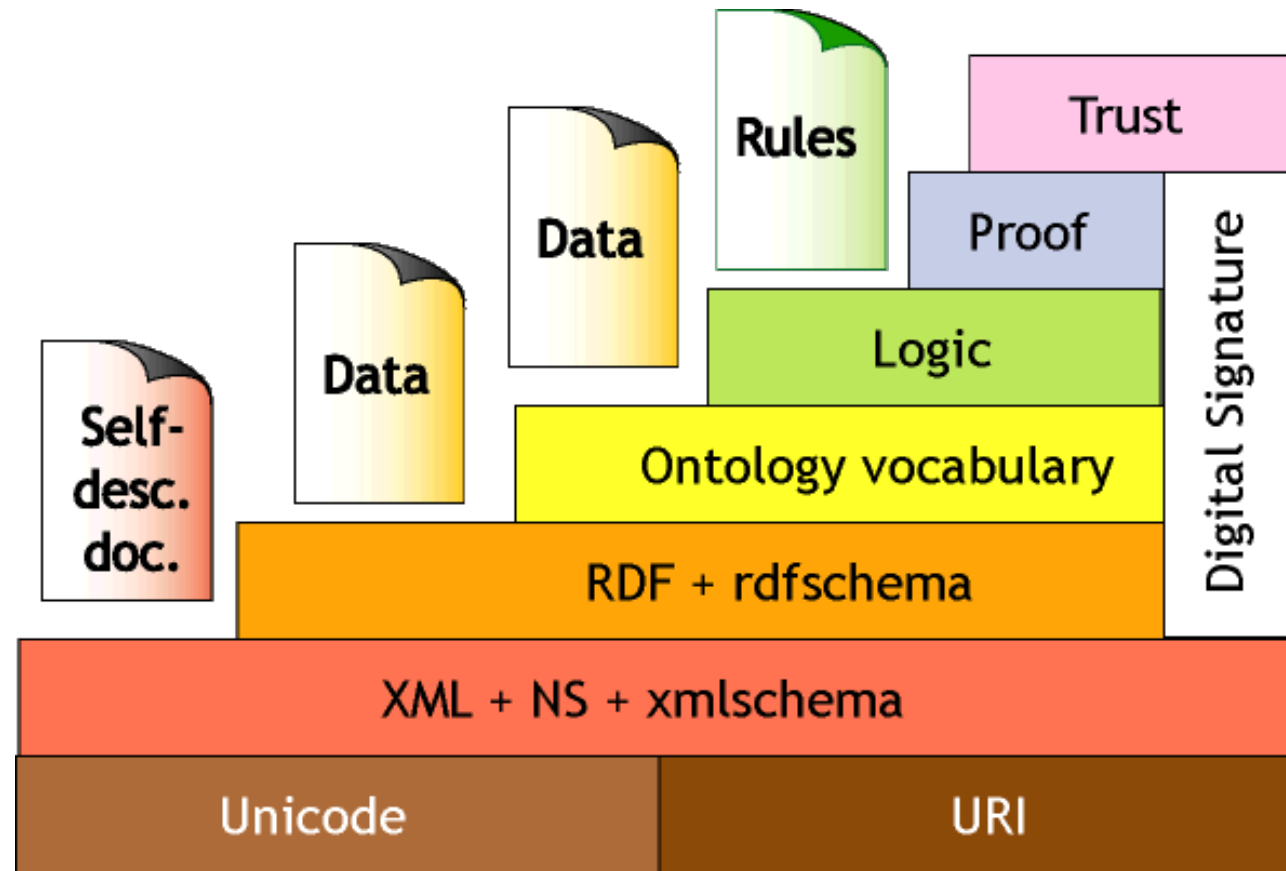 Rules
Trust
Data
Proof
Digital Signature
Data
Logic
Self-
desc.
doc.
Ontology vocabulary
RDF + rdfschema
XML + NS + xmlschema
Unicode
URI